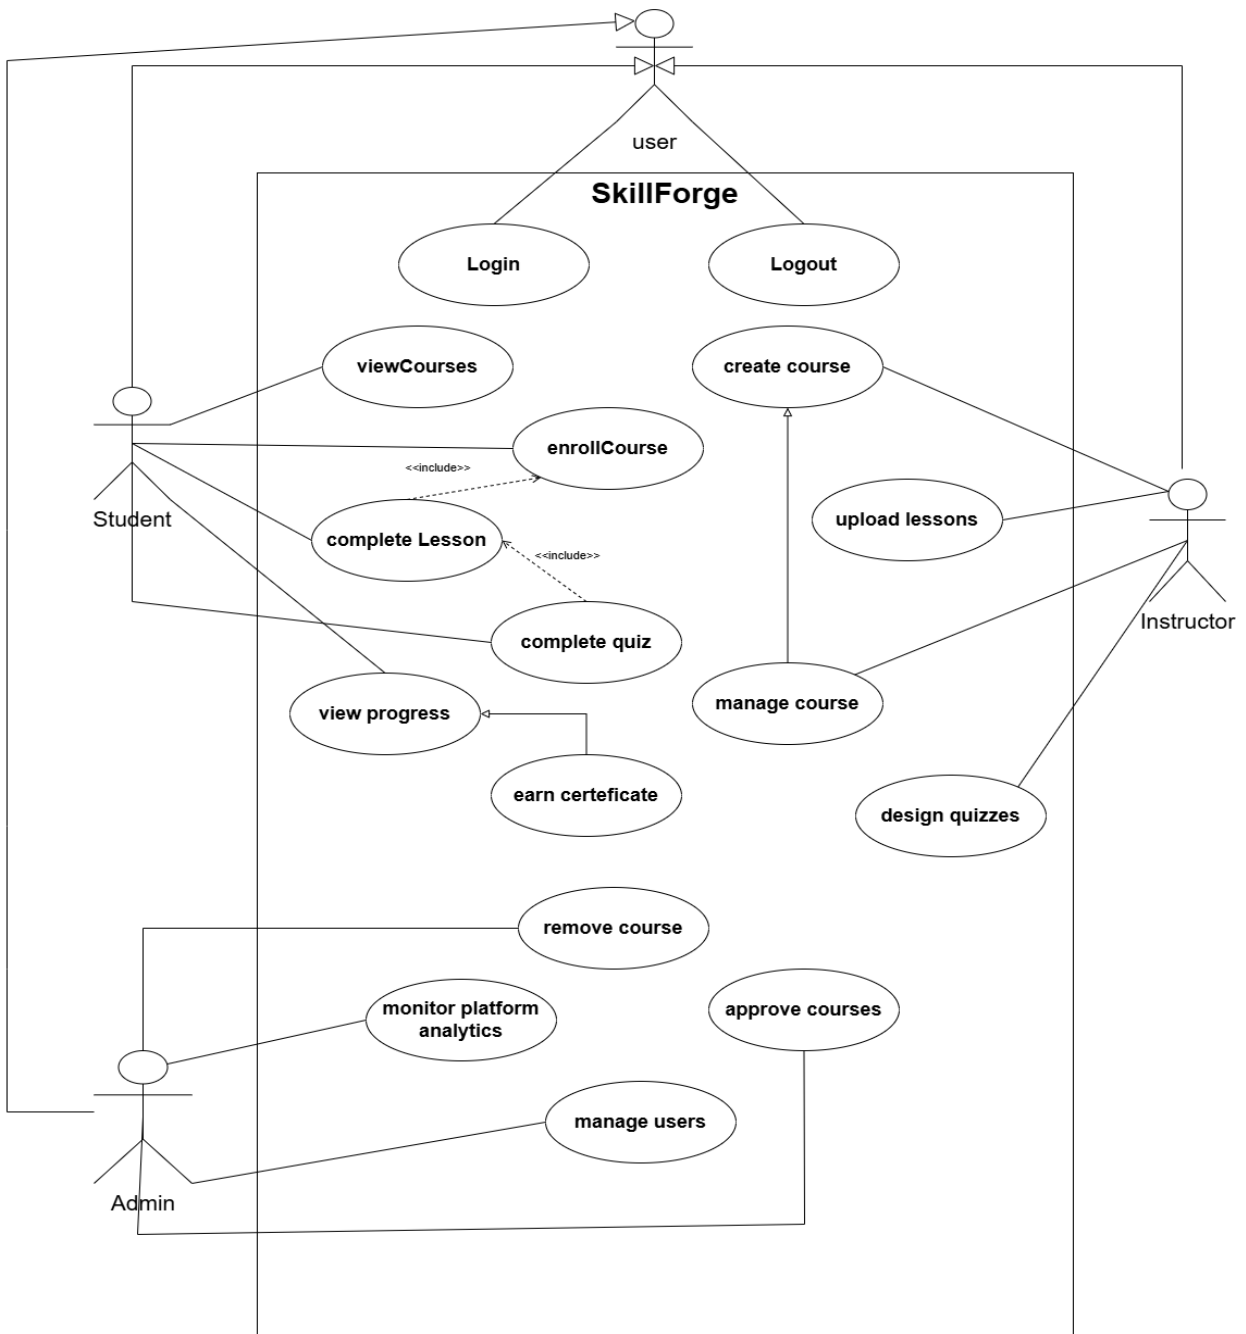 user
SkillForge
Login
Logout
viewCourses
create course
enrollCourse
<<include>>
Student
complete Lesson
upload lessons
<<include>>
Instructor
complete quiz
view progress
manage course
earn certeficate
design quizzes
remove course
monitor platform
analytics
approve courses
manage users
Admin